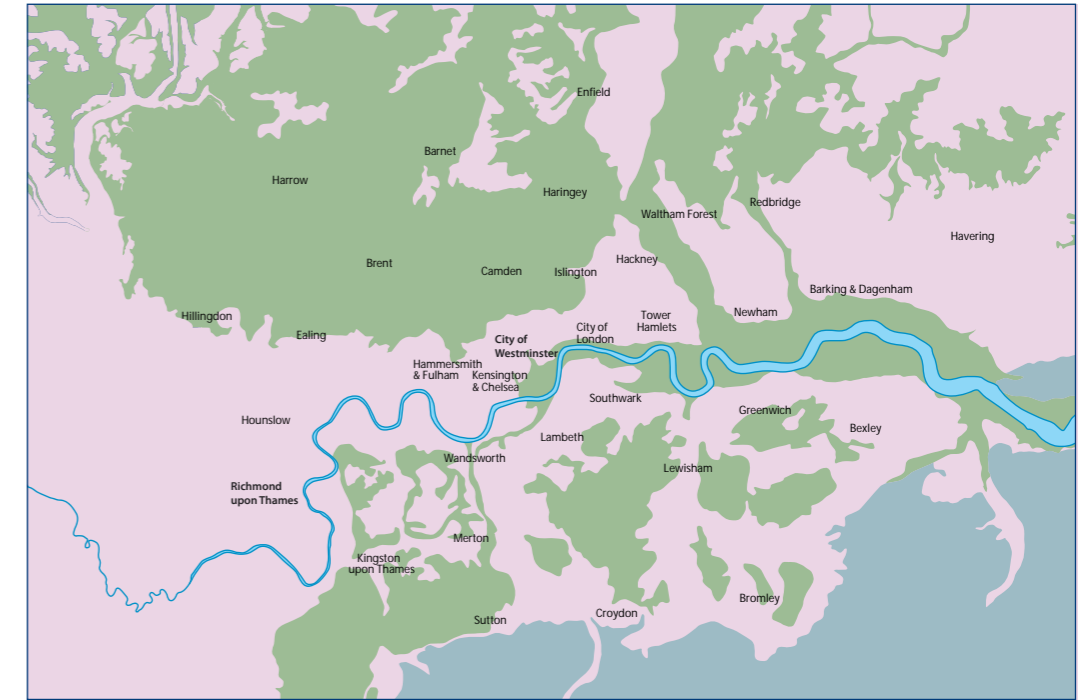 Enfield
Barnet
Harrow
Haringey
Redbridge
Waltham Forest
Havering
Hackney
Brent
Camden
Islington
Barking & Dagenham
Hillingdon
Newham
Tower
Hamlets
City of
London
Ealing
City of
Westminster
Hammersmith
& Fulham
Kensington
& Chelsea
Southwark
Greenwich
Hounslow
Bexley
Lambeth
Wandsworth
Lewisham
Richmond
upon Thames
Merton
Kingston
upon Thames
Bromley
Croydon
Sutton